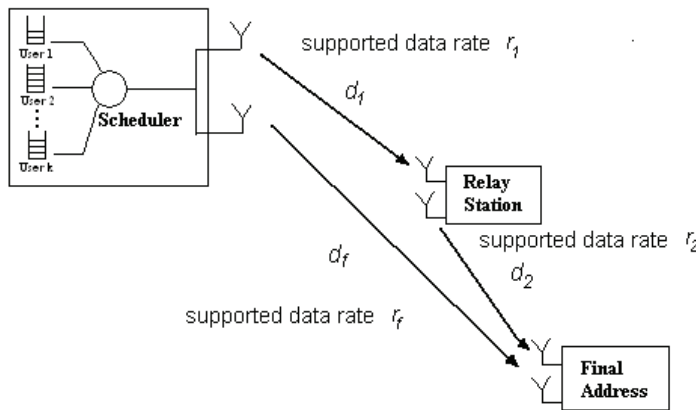 User 1
User 2
User k
Scheduler
supported data rate r1
d1
Relay
Station
supported data rate r2
d2
df
supported data rate rf
Final
Address